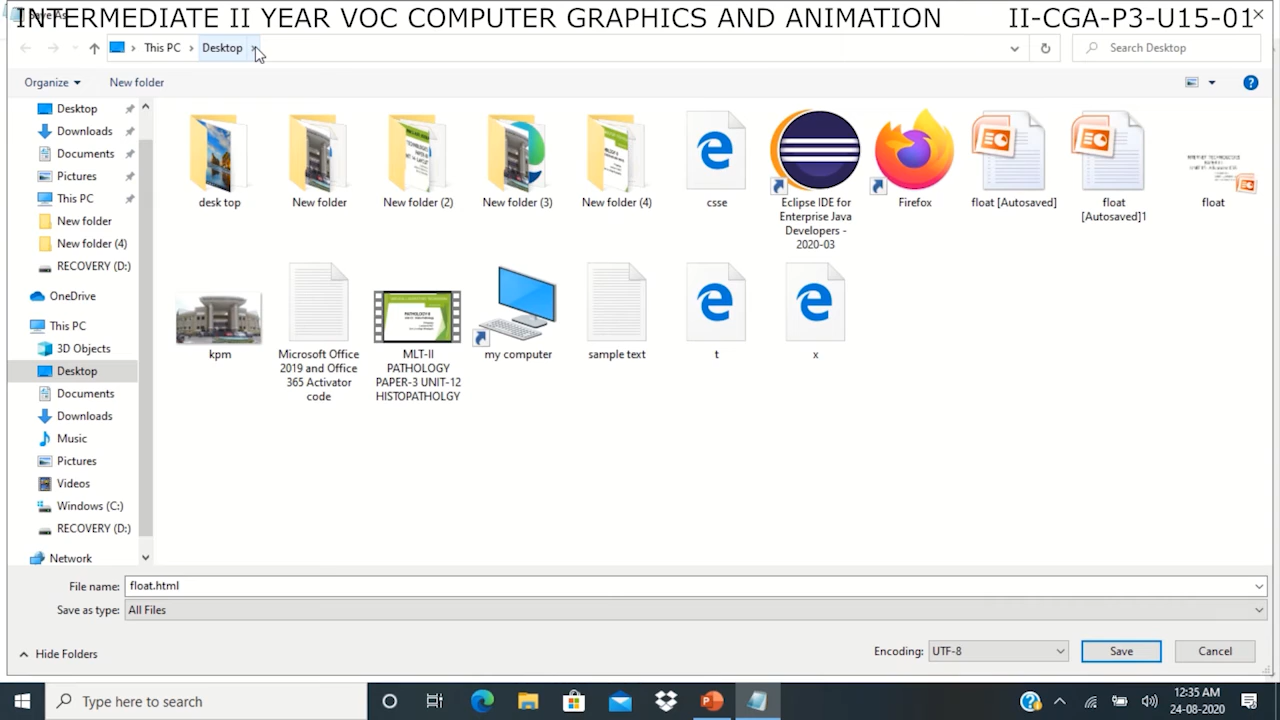 INTERMEDIATE II YEAR VOC COMPUTER GRAPHICS AND ANIMATION II-CGA-P3-U15-01
Save As
This PC Desktop
Search Desktop
Organize New folder
Desktop
Downloads
Documents
Pictures
This PC
New folder
New folder (4)
RECOVERY (D:)
OneDrive
This PC
3D Objects
Desktop
Documents
Downloads
Music
Pictures
Videos
Windows (C:)
RECOVERY (D:)
Network
desk top
New folder
New folder (2)
New folder (3)
New folder (4)
csse
Eclipse IDE for
Enterprise Java
Developers -
2020-03
Firefox
float [Autosaved]
float
[Autosaved]1
float
kpm
Microsoft Office
2019 and Office
365 Activator
code
MLT-II
PATHOLOGY
PAPER-3 UNIT-12
HISTOPATHOLGY
my computer
sample text
t
x
File name: float.html
Save as type: All Files
Hide Folders
Encoding: UTF-8 Save Cancel
Type here to search
12:35 AM
24-08-2020